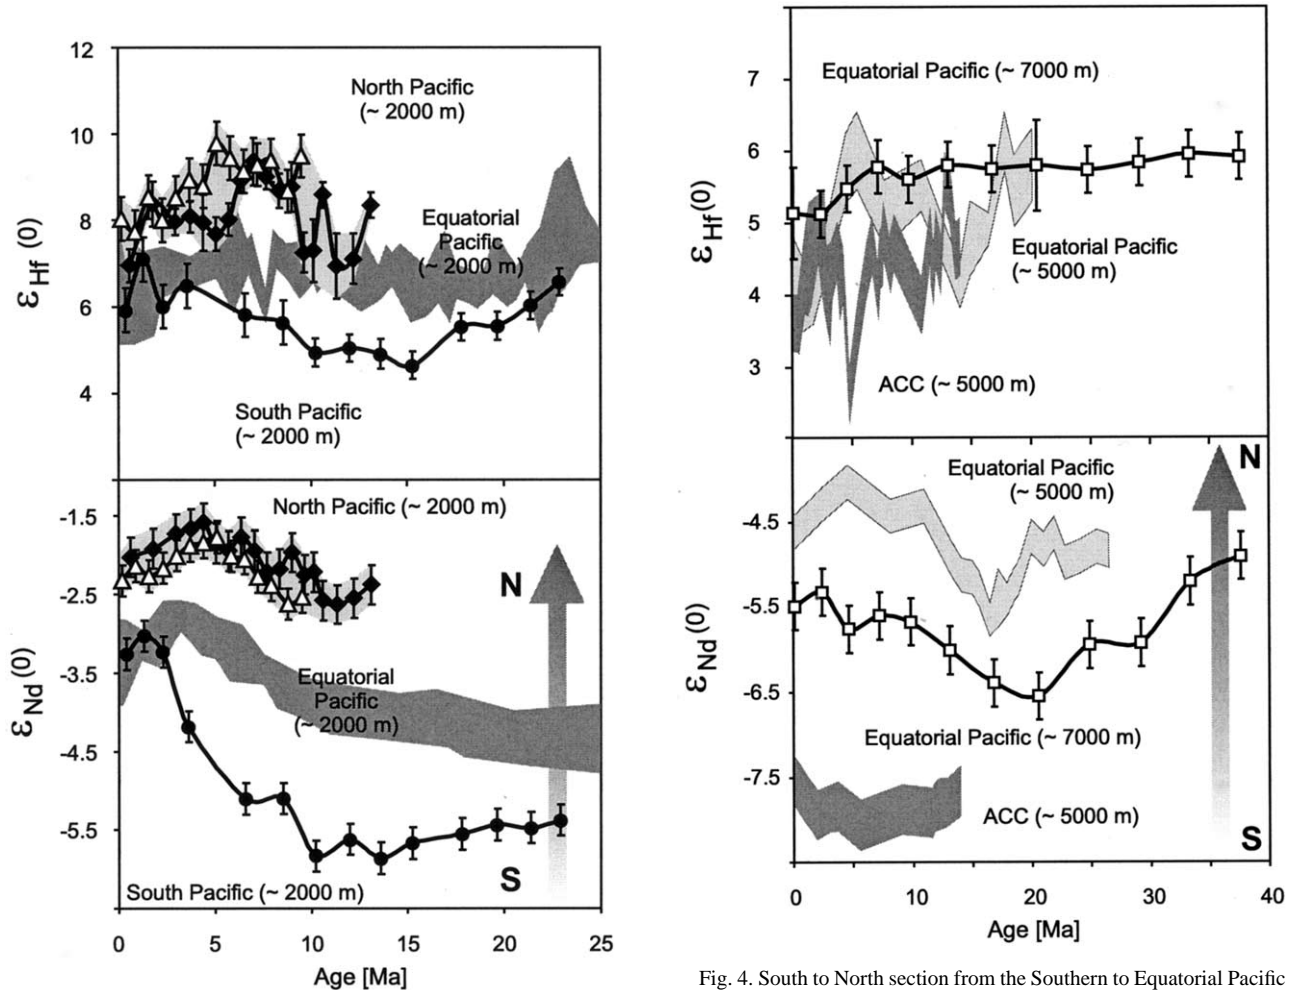 12
10
8
6
4
εHf(0)
North Pacific
(~ 2000 m)
Equatorial
Pacific
(~ 2000 m)
South Pacific
(~ 2000 m)
-1.5
-2.5
-3.5
-4.5
-5.5
εNd(0)
North Pacific (~ 2000 m)
N
Equatorial
Pacific
(~ 2000 m)
S
South Pacific (~ 2000 m)
0 5 10 15 20 25
Age [Ma]
7
6
5
4
3
εHf(0)
Equatorial Pacific (~ 7000 m)
Equatorial Pacific
(~ 5000 m)
ACC (~ 5000 m)
-4.5
-5.5
-6.5
-7.5
εNd(0)
Equatorial Pacific
(~ 5000 m)
N
Equatorial Pacific (~ 7000 m)
ACC (~ 5000 m)
S
0 10 20 30 40
Age [Ma]
Fig. 4. South to North section from the Southern to Equatorial Pacific